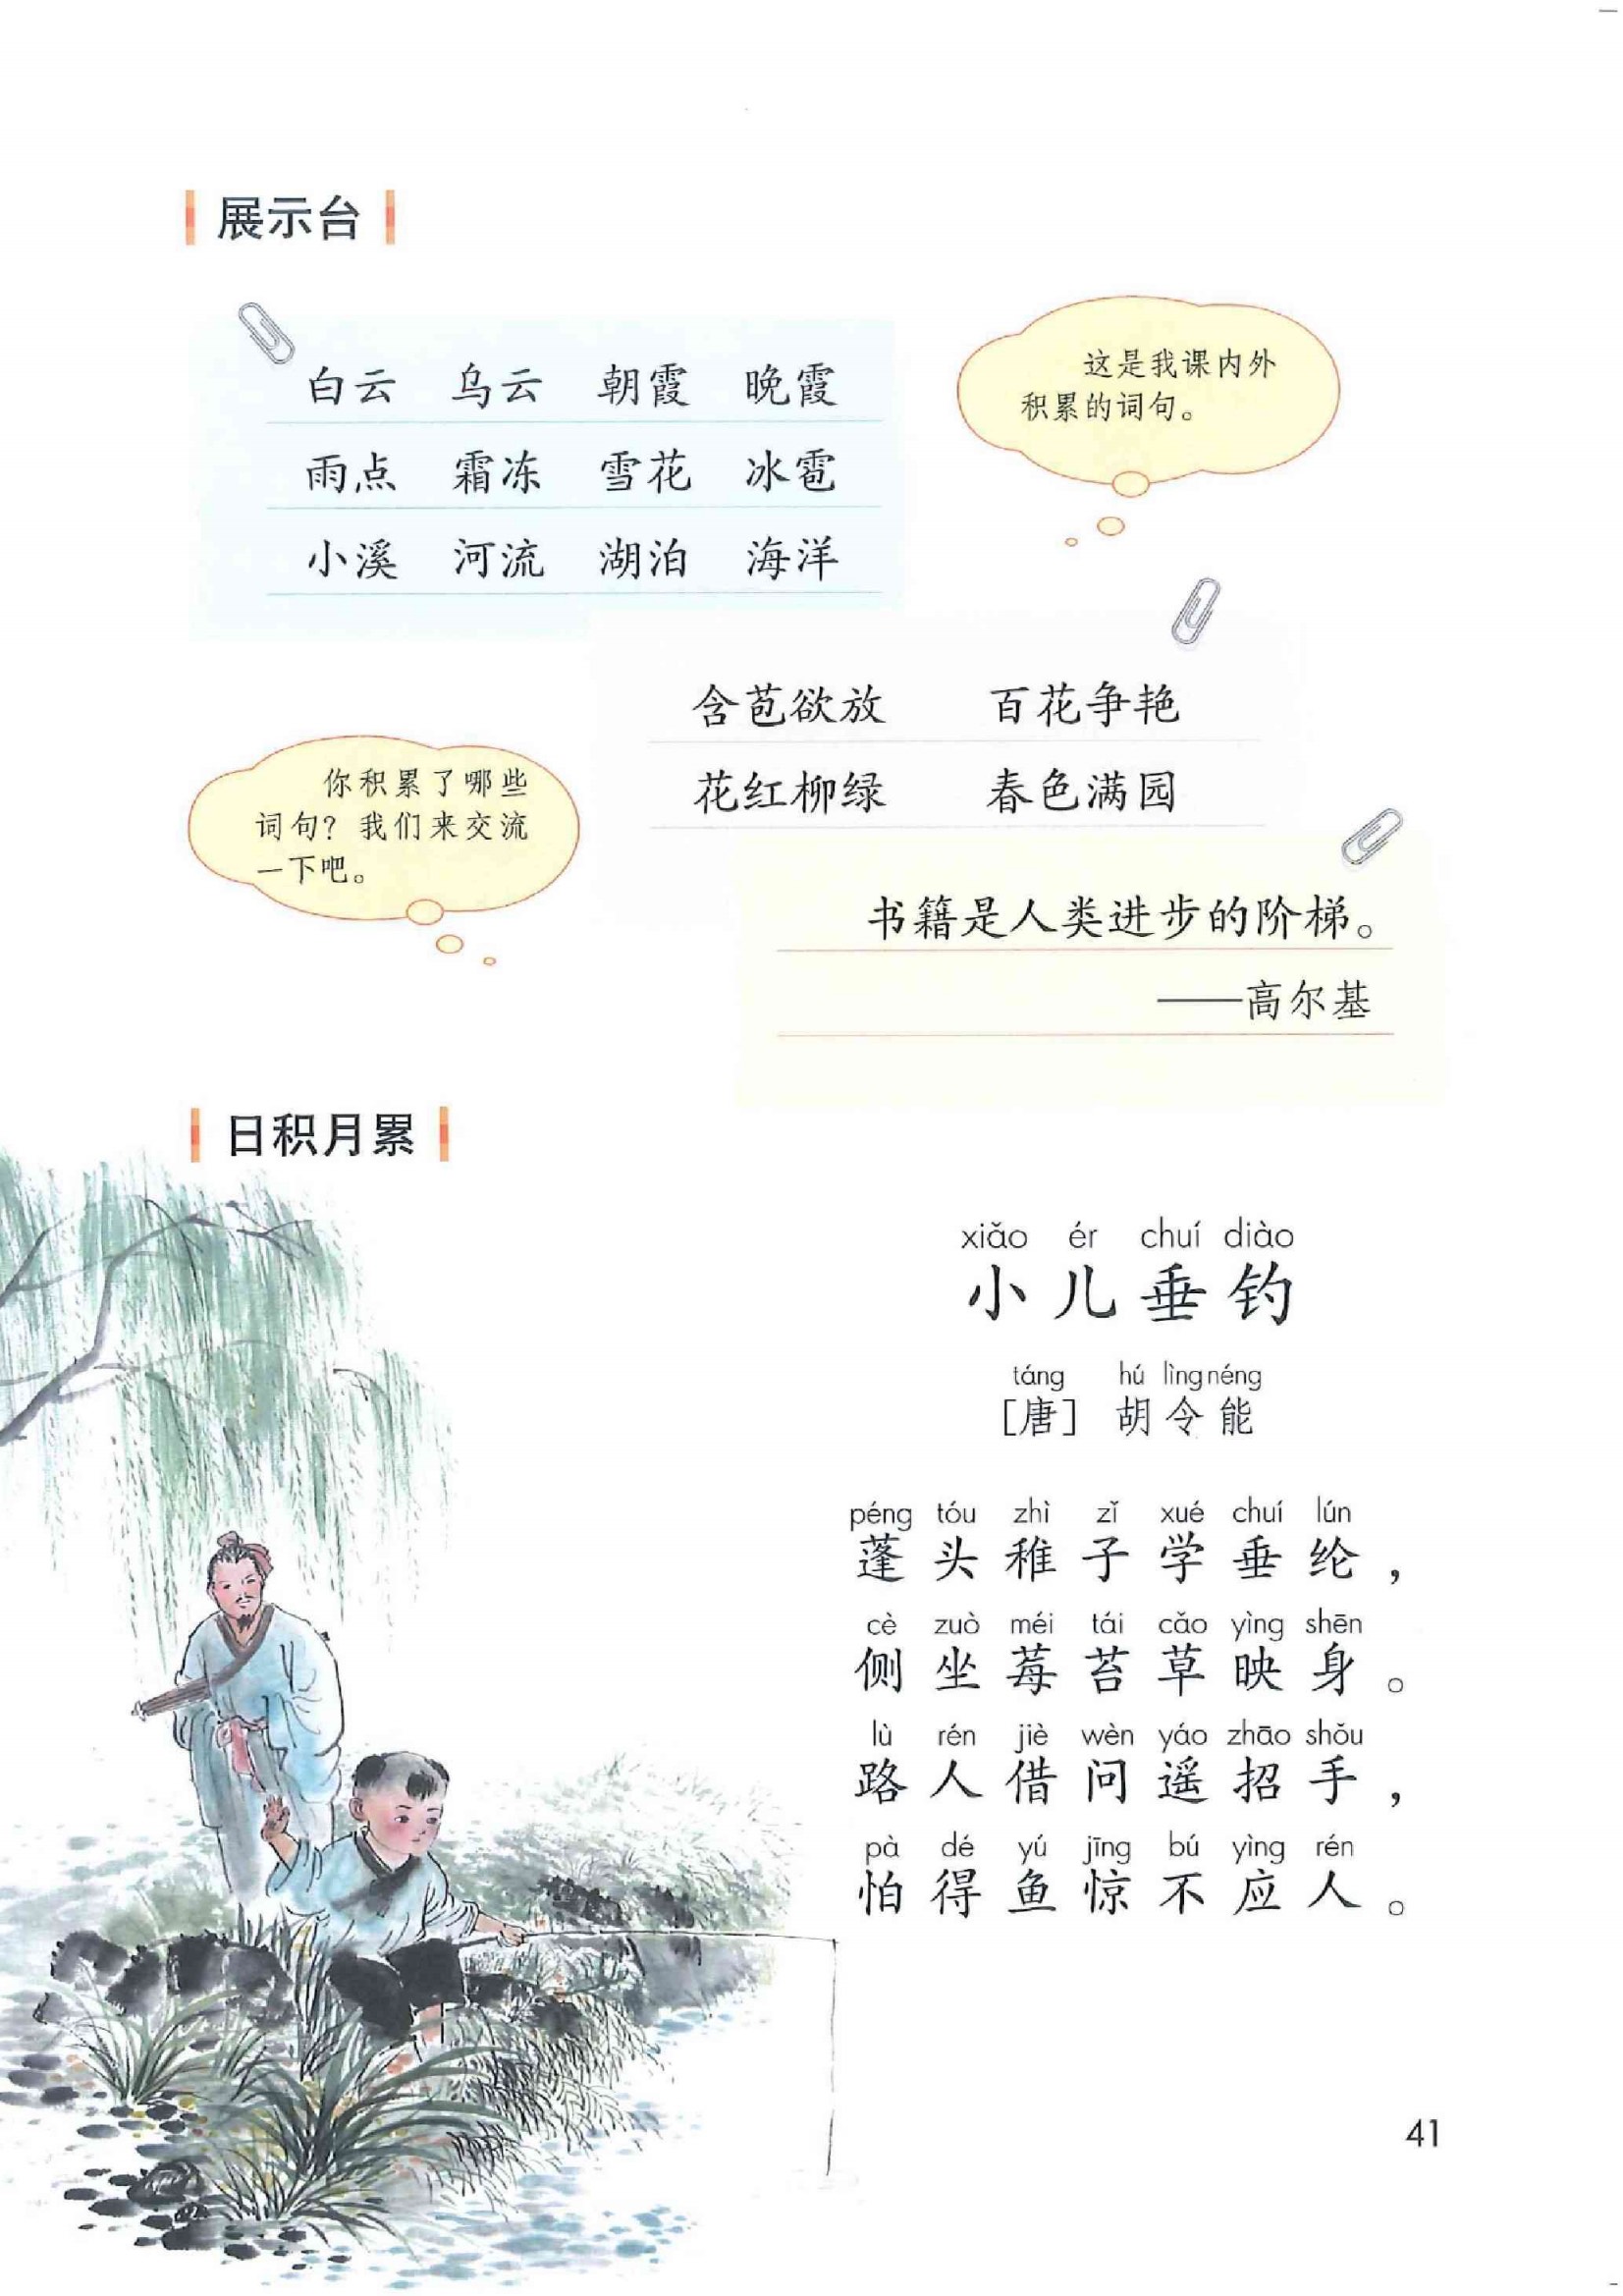 展示台
白云 乌云 朝霞 晚霞
雨点 霜冻 雪花 冰雹
小溪 河流 湖泊 海洋
这是我课内外
积累的词句。
含苞欲放 百花争艳
花红柳绿 春色满园
你积累了哪些
词句？我们来交流
一下吧。
书籍是人类进步的阶梯。
——高尔基
日积月累
xiǎo ér chuí diào
小儿垂钓
táng hú lìng néng
［唐］ 胡令能
péng tóu zhì zǐ xué chuí lún
蓬头稚子学垂纶，
cè zuò méi tái cǎo yìng shēn
侧坐莓苔草映身。
lù rén jiè wèn yáo zhāo shǒu
路人借问遥招手，
pà dé yú jīng bú yìng rén
怕得鱼惊不应人。
41